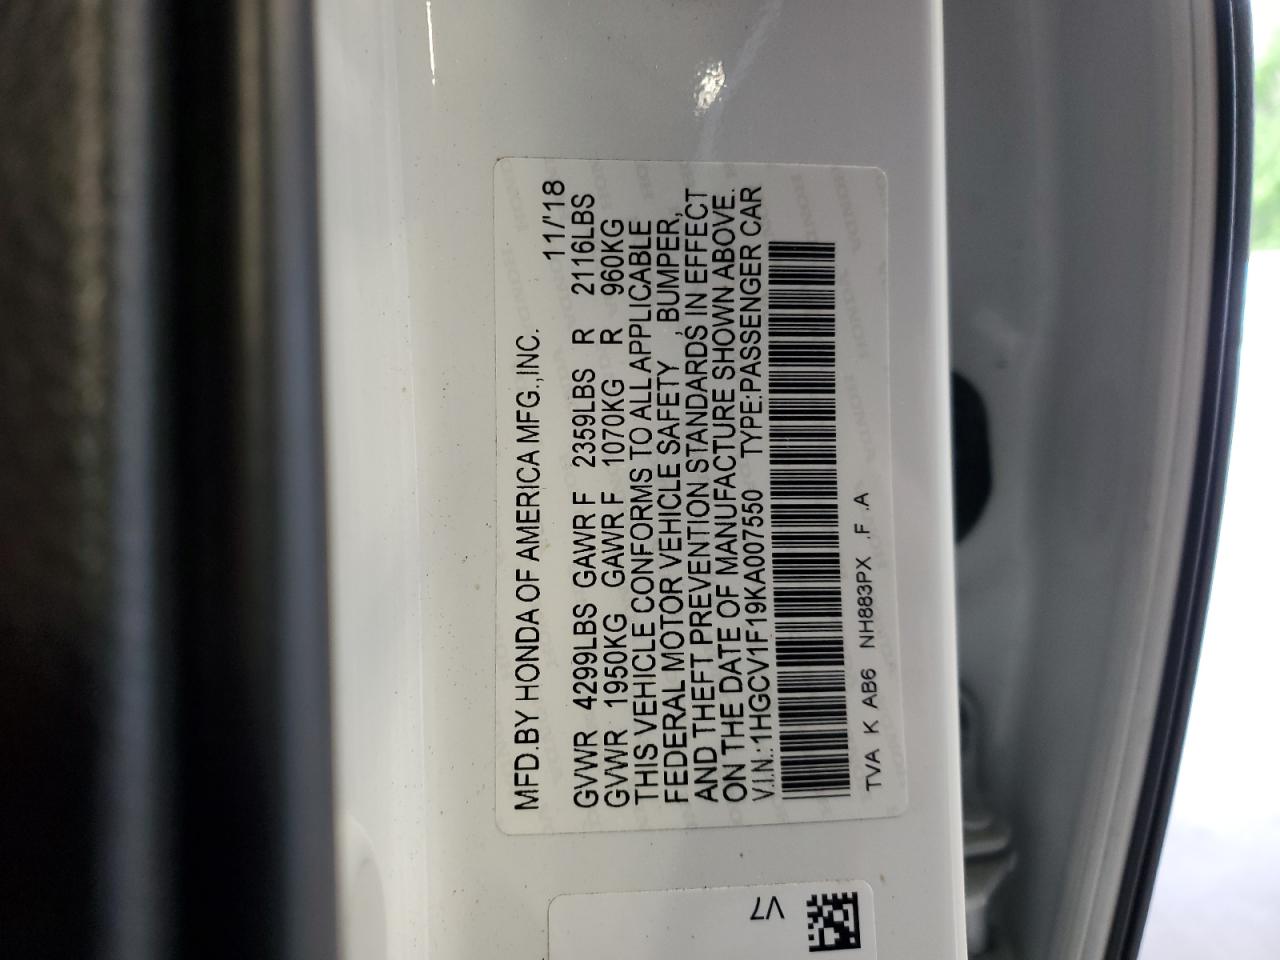 MFD.BY HONDA OF AMERICA MFG.,INC. 11/'18
GVWR 4299LBS GAWR F 2359LBS R 2116LBS
GVWR 1950KG GAWR F 1070KG R 960KG
THIS VEHICLE CONFORMS TO ALL APPLICABLE
FEDERAL MOTOR VEHICLE SAFETY , BUMPER,
AND THEFT PREVENTION STANDARDS IN EFFECT
ON THE DATE OF MANUFACTURE SHOWN ABOVE.
V.I.N.:1HGCV1F19KA007550 TYPE:PASSENGER CAR
TVA K AB6 NH883PX .F .A
V7